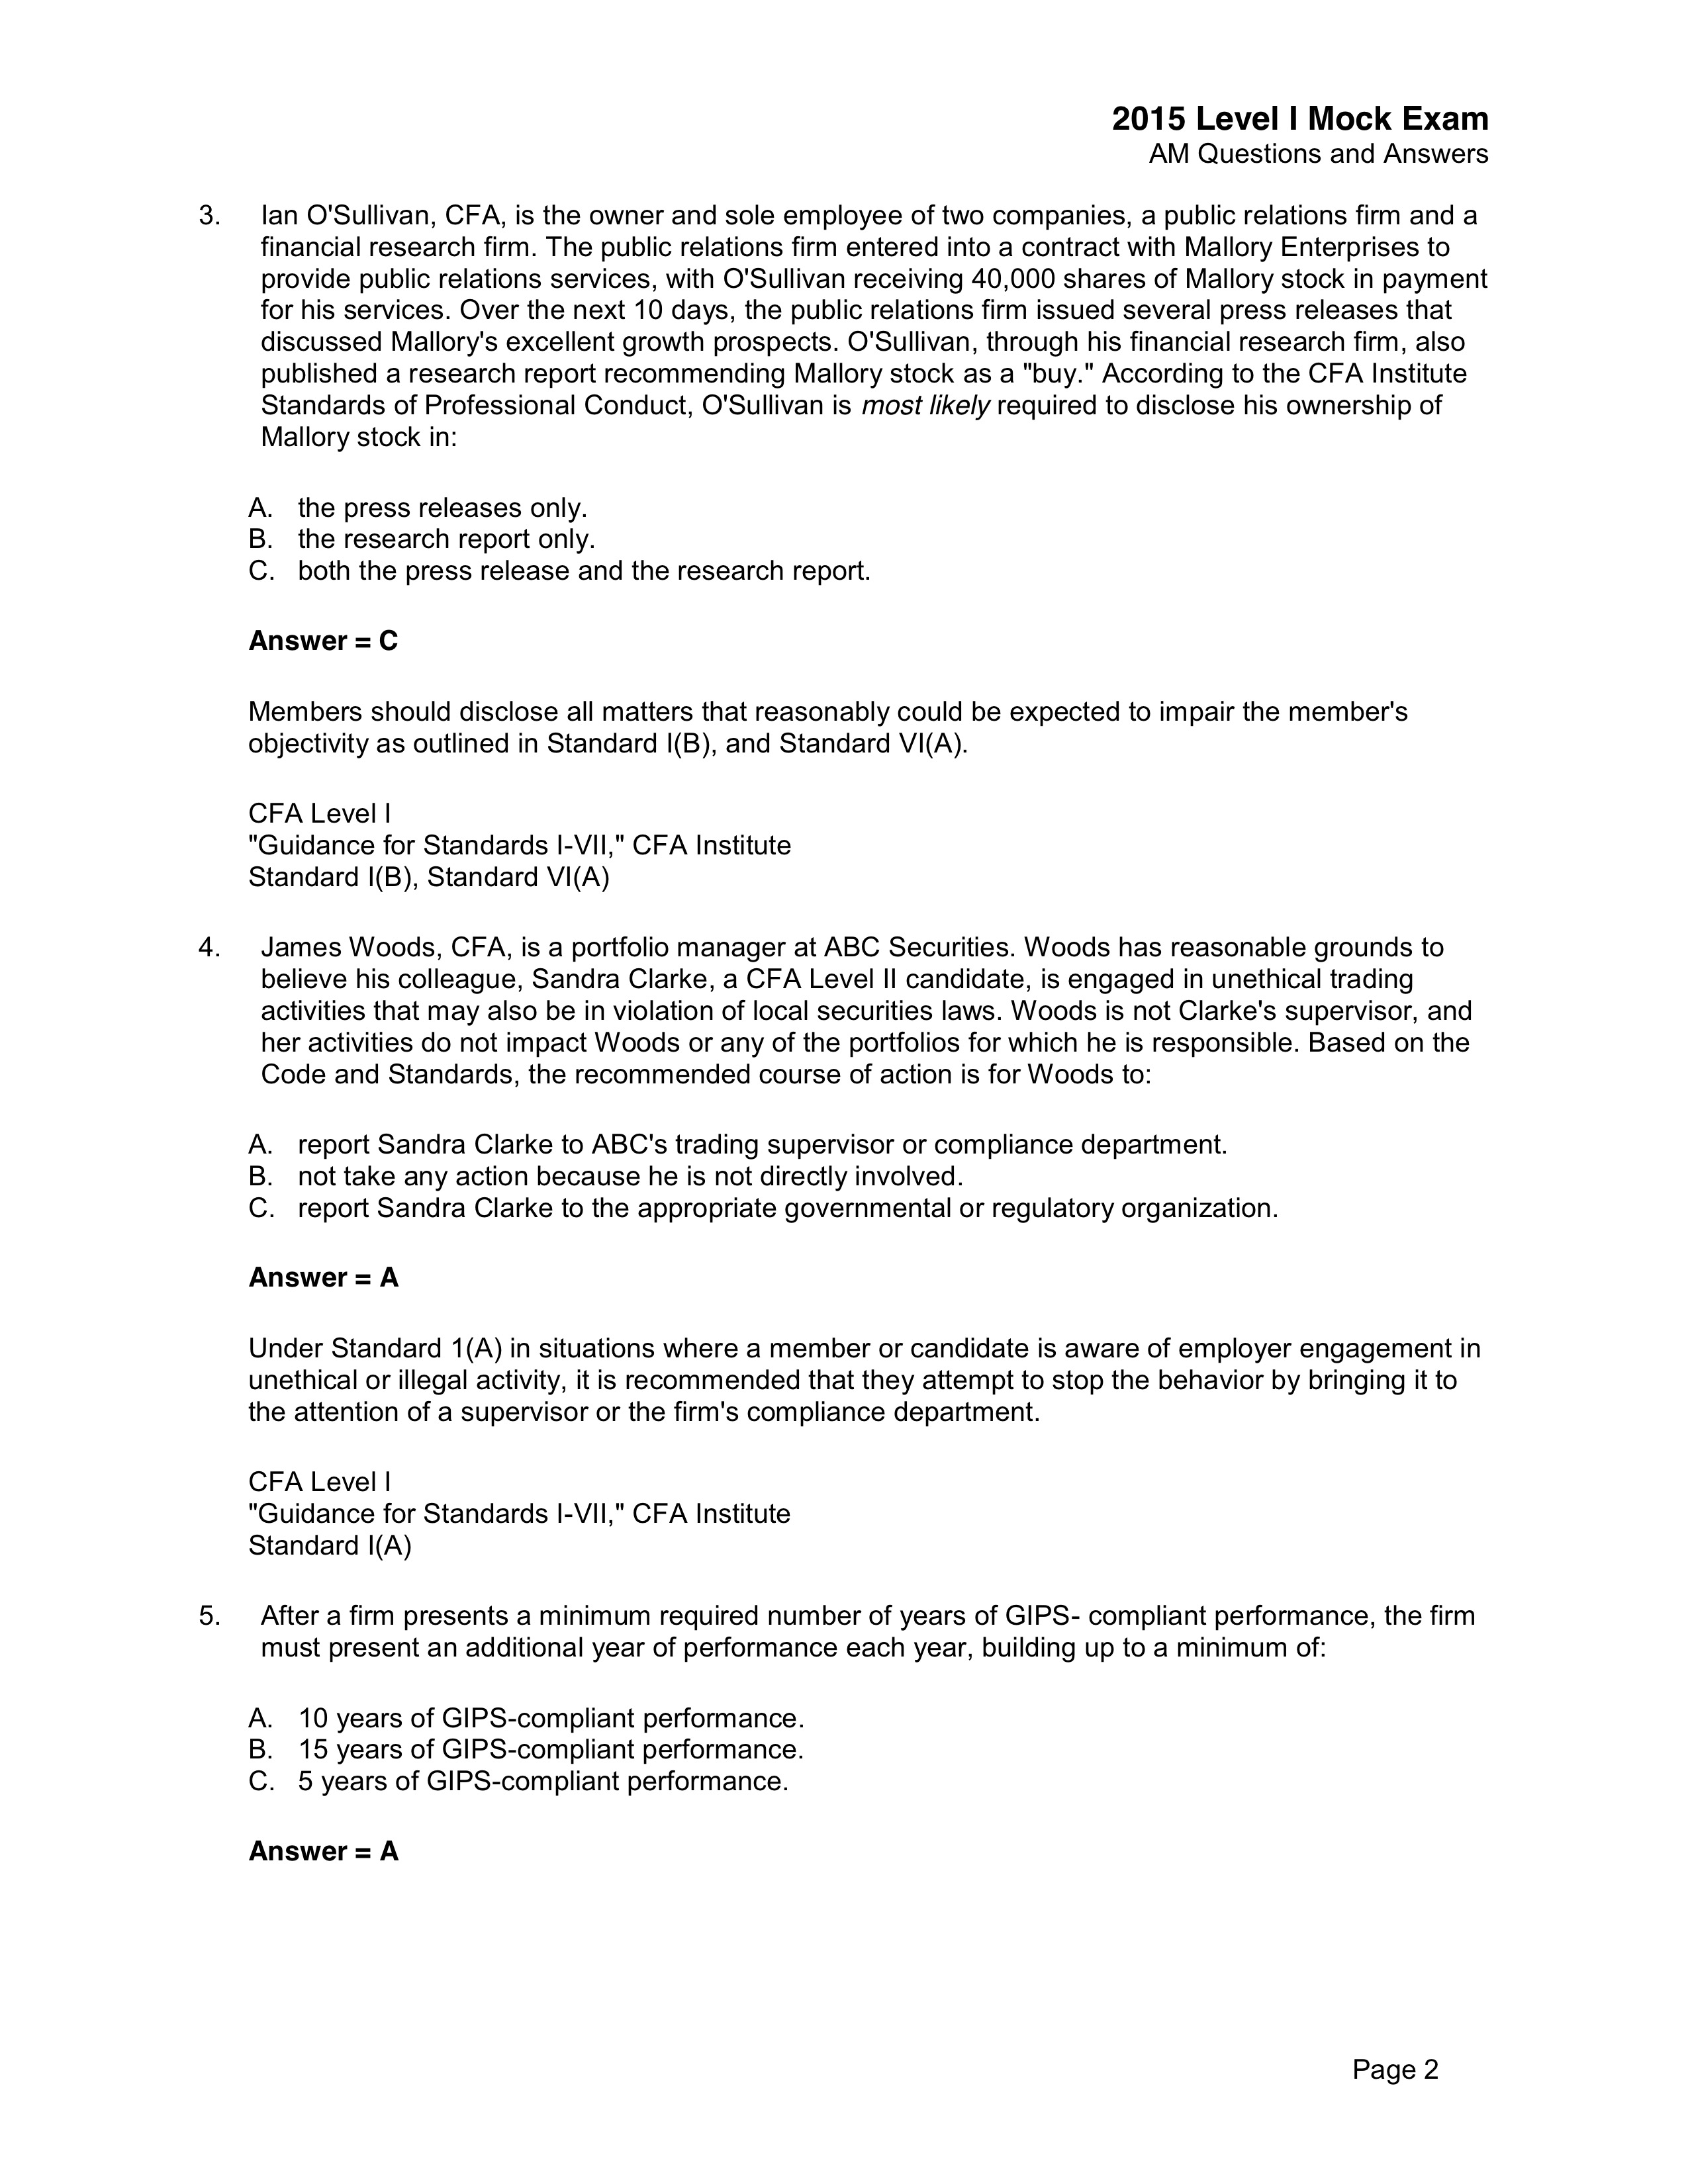 2015 Level I Mock Exam
AM Questions and Answers
3. Ian O'Sullivan, CFA, is the owner and sole employee of two companies, a public relations firm and a
financial research firm. The public relations firm entered into a contract with Mallory Enterprises to
provide public relations services, with O'Sullivan receiving 40,000 shares of Mallory stock in payment
for his services. Over the next 10 days, the public relations firm issued several press releases that
discussed Mallory's excellent growth prospects. O'Sullivan, through his financial research firm, also
published a research report recommending Mallory stock as a "buy." According to the CFA Institute
Standards of Professional Conduct, O'Sullivan is most likely required to disclose his ownership of
Mallory stock in:
A. the press releases only.
B. the research report only.
C. both the press release and the research report.
Answer = C
Members should disclose all matters that reasonably could be expected to impair the member's
objectivity as outlined in Standard I(B), and Standard VI(A).
CFA Level I
"Guidance for Standards I-VII," CFA Institute
Standard I(B), Standard VI(A)
4. James Woods, CFA, is a portfolio manager at ABC Securities. Woods has reasonable grounds to
believe his colleague, Sandra Clarke, a CFA Level II candidate, is engaged in unethical trading
activities that may also be in violation of local securities laws. Woods is not Clarke's supervisor, and
her activities do not impact Woods or any of the portfolios for which he is responsible. Based on the
Code and Standards, the recommended course of action is for Woods to:
A. report Sandra Clarke to ABC's trading supervisor or compliance department.
B. not take any action because he is not directly involved.
C. report Sandra Clarke to the appropriate governmental or regulatory organization.
Answer = A
Under Standard 1(A) in situations where a member or candidate is aware of employer engagement in
unethical or illegal activity, it is recommended that they attempt to stop the behavior by bringing it to
the attention of a supervisor or the firm's compliance department.
CFA Level I
"Guidance for Standards I-VII," CFA Institute
Standard I(A)
5. After a firm presents a minimum required number of years of GIPS- compliant performance, the firm
must present an additional year of performance each year, building up to a minimum of:
A. 10 years of GIPS-compliant performance.
B. 15 years of GIPS-compliant performance.
C. 5 years of GIPS-compliant performance.
Answer = A
Page 2